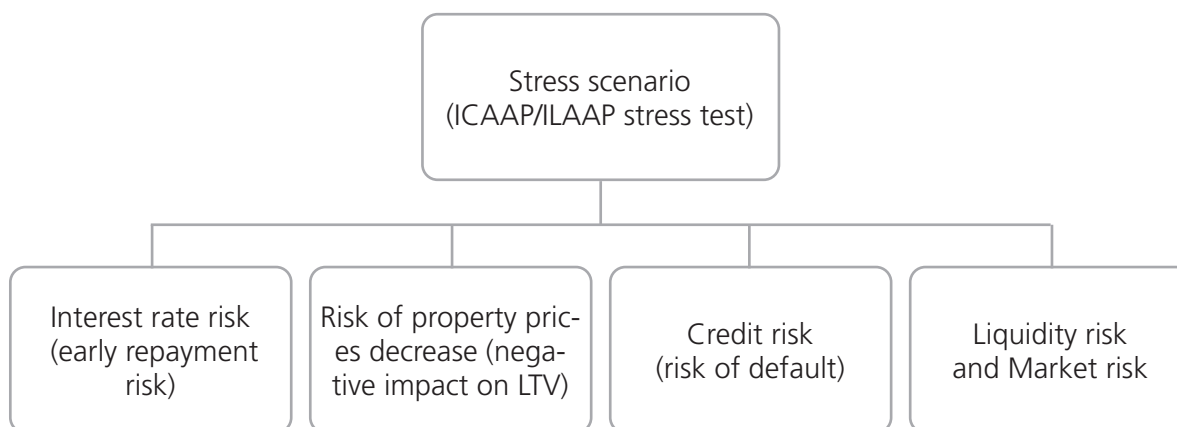 Stress scenario
(ICAAP/ILAAP stress test)
Interest rate risk
(early repayment
risk)
Risk of property pric-
es decrease (nega-
tive impact on LTV)
Credit risk
(risk of default)
Liquidity risk
and Market risk